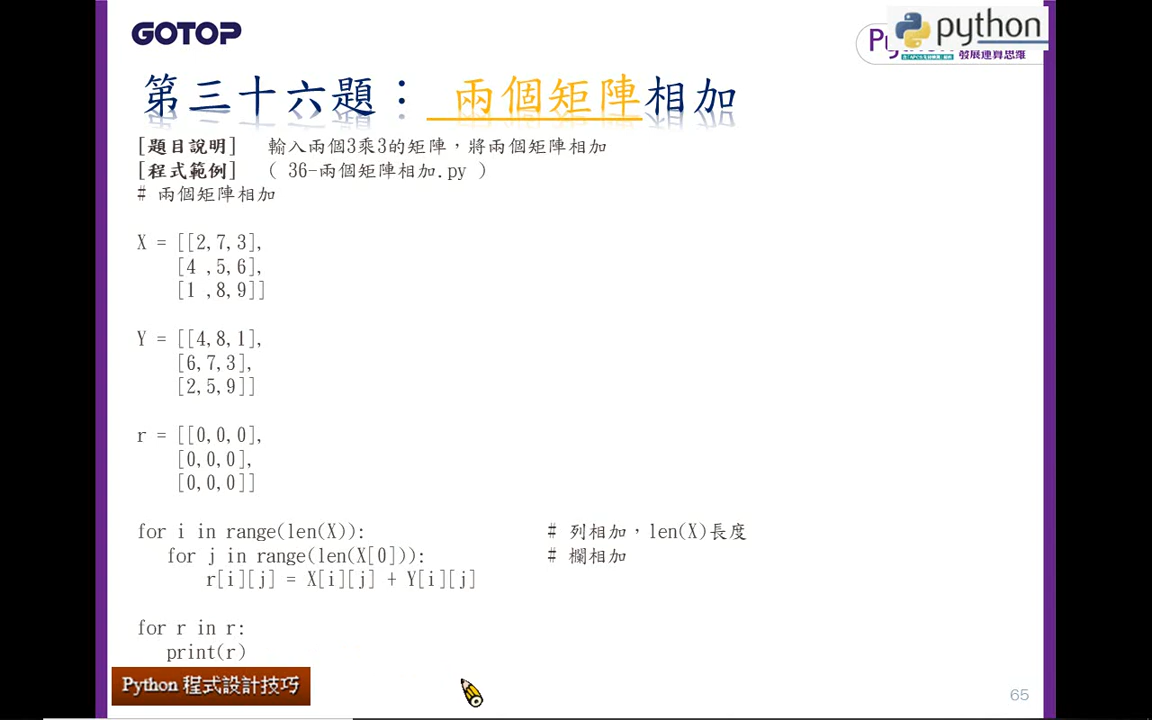 GOTOP
python
發展運算思維
第三十六題： 兩個矩陣相加
[題目說明] 輸入兩個3乘3的矩陣，將兩個矩陣相加
[程式範例] ( 36-兩個矩陣相加.py )
# 兩個矩陣相加
X = [[2,7,3],
[4 ,5,6],
[1 ,8,9]]
Y = [[4,8,1],
[6,7,3],
[2,5,9]]
r = [[0,0,0],
[0,0,0],
[0,0,0]]
for i in range(len(X)): # 列相加，len(X)長度
for j in range(len(X[0])): # 欄相加
r[i][j] = X[i][j] + Y[i][j]
for r in r:
print(r)
Python 程式設計技巧
65